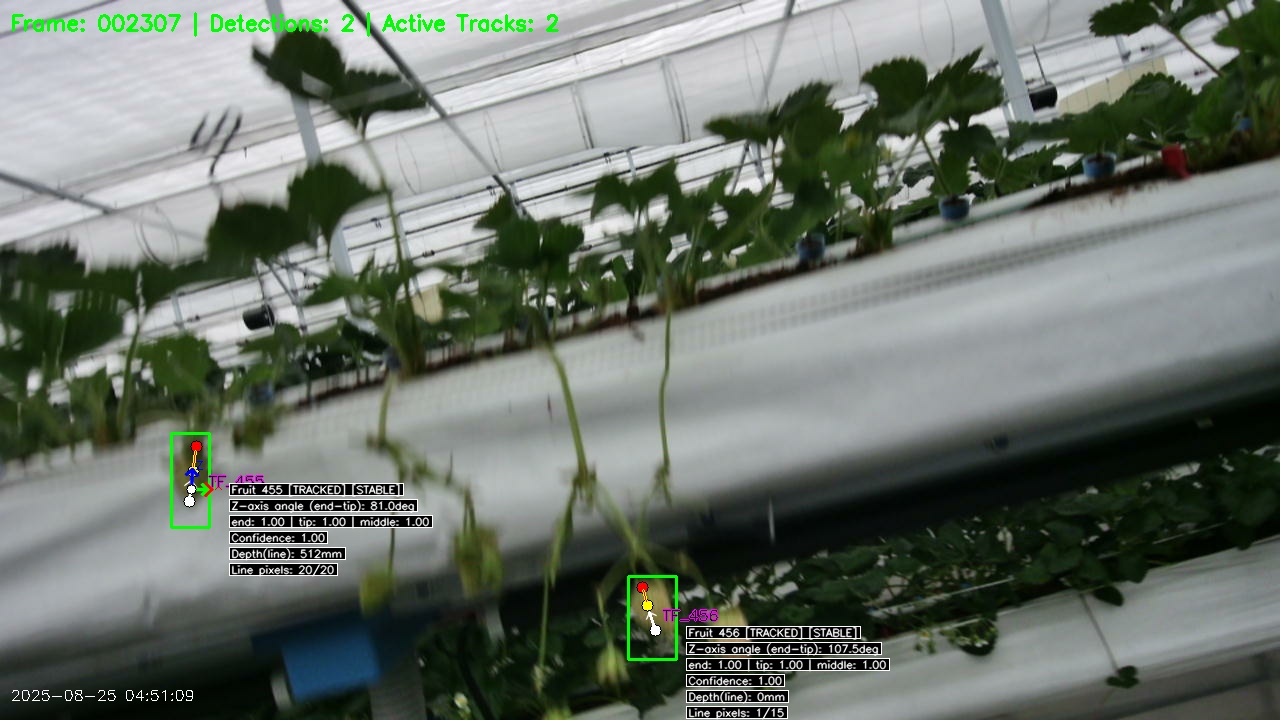 Frame: 002307 | Detections: 2 | Active Tracks: 2
TF_455
Fruit 455 [TRACKED] [STABLE]
Z-axis angle (end-tip): 81.0deg
end: 1.00 | tip: 1.00 | middle: 1.00
Confidence: 1.00
Depth(line): 512mm
Line pixels: 20/20
TF_456
Fruit 456 [TRACKED] [STABLE]
Z-axis angle (end-tip): 107.5deg
end: 1.00 | tip: 1.00 | middle: 1.00
Confidence: 1.00
Depth(line): 0mm
Line pixels: 1/15
2025-08-25 04:51:09